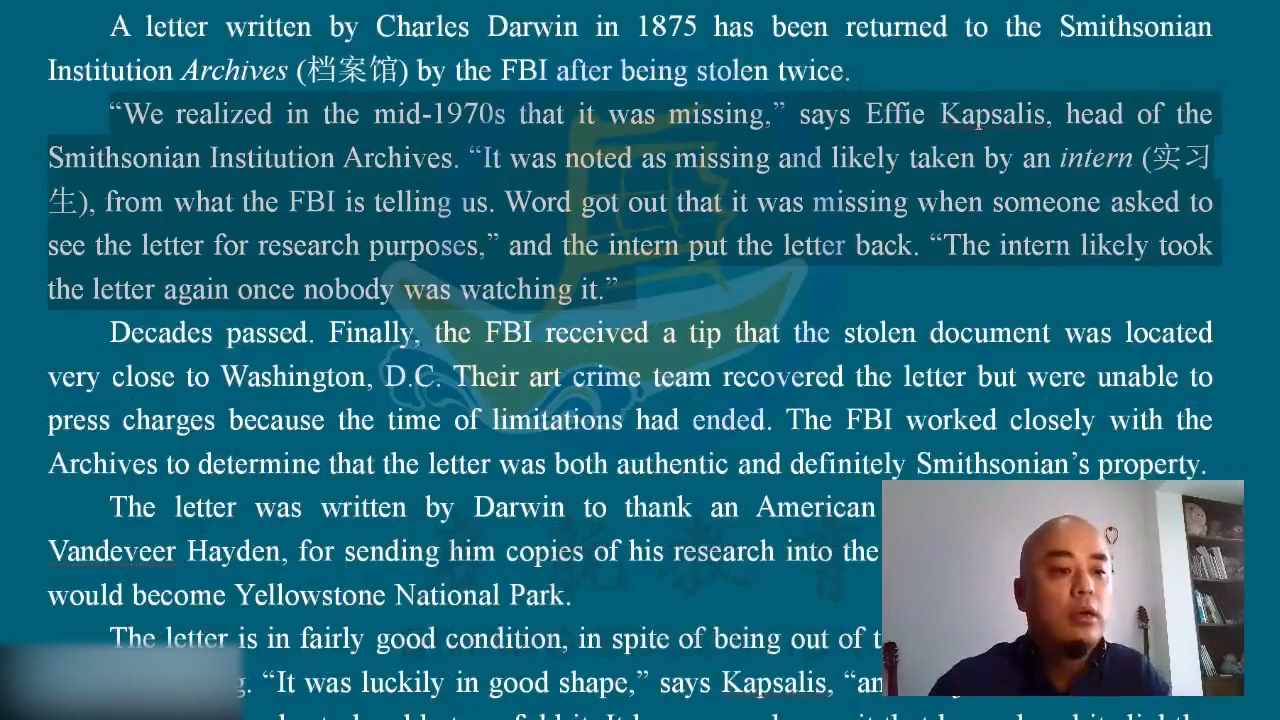 A letter written by Charles Darwin in 1875 has been returned to the Smithsonian
Institution Archives (档案馆) by the FBI after being stolen twice.
“We realized in the mid-1970s that it was missing,” says Effie Kapsalis, head of the
Smithsonian Institution Archives. “It was noted as missing and likely taken by an intern (实习
生), from what the FBI is telling us. Word got out that it was missing when someone asked to
see the letter for research purposes,” and the intern put the letter back. “The intern likely took
the letter again once nobody was watching it.”
Decades passed. Finally, the FBI received a tip that the stolen document was located
very close to Washington, D.C. Their art crime team recovered the letter but were unable to
press charges because the time of limitations had ended. The FBI worked closely with the
Archives to determine that the letter was both authentic and definitely Smithsonian’s property.
The letter was written by Darwin to thank an American
Vandeveer Hayden, for sending him copies of his research into the
would become Yellowstone National Park.
The letter is in fairly good condition, in spite of being out of
“It was luckily in good shape,” says Kapsalis,